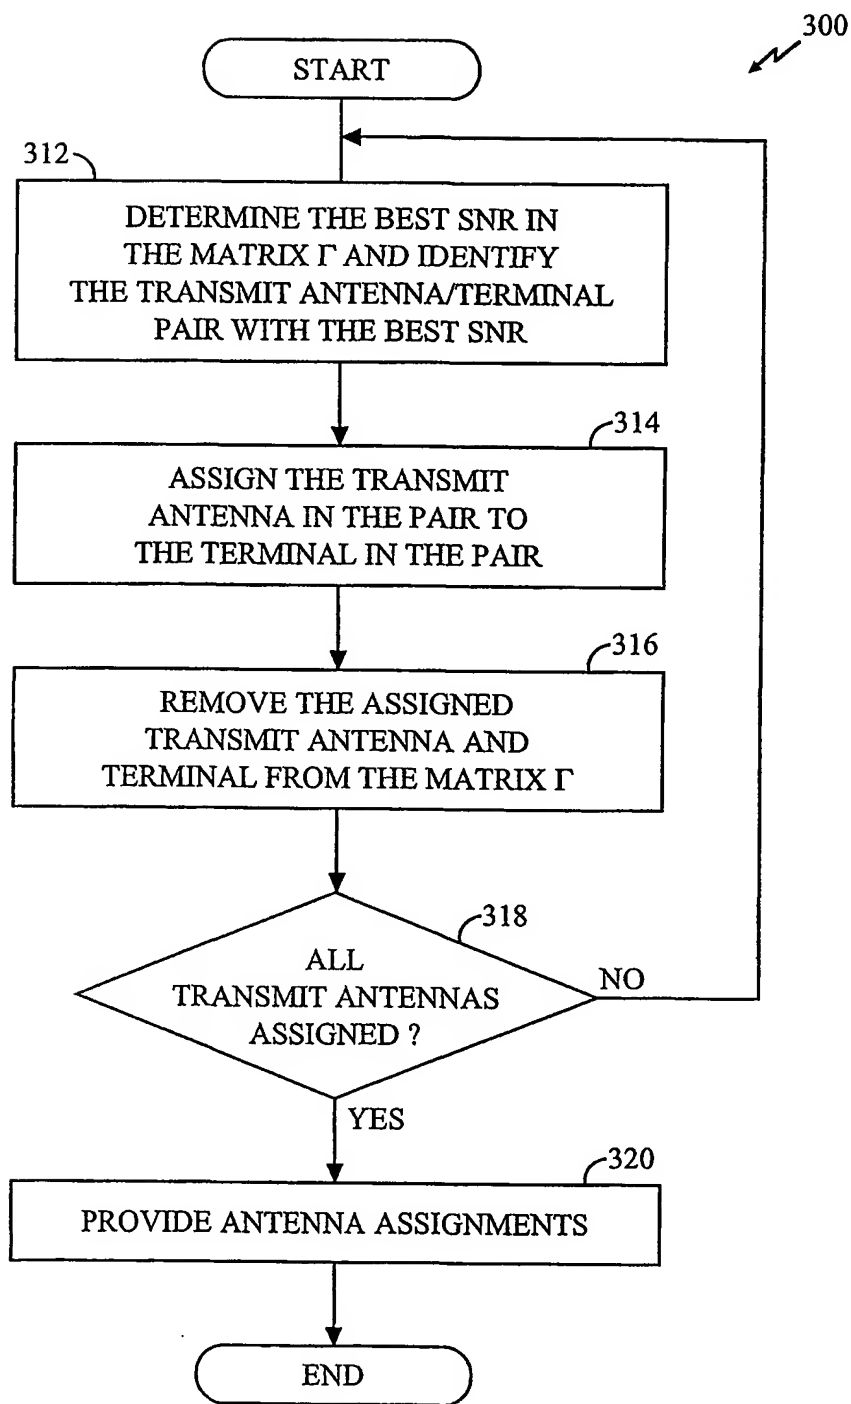 300
START
312
DETERMINE THE BEST SNR IN
THE MATRIX Γ AND IDENTIFY
THE TRANSMIT ANTENNA/TERMINAL
PAIR WITH THE BEST SNR
314
ASSIGN THE TRANSMIT
ANTENNA IN THE PAIR TO
THE TERMINAL IN THE PAIR
316
REMOVE THE ASSIGNED
TRANSMIT ANTENNA AND
TERMINAL FROM THE MATRIX Γ
318
ALL
TRANSMIT ANTENNAS
ASSIGNED ?
NO
YES
320
PROVIDE ANTENNA ASSIGNMENTS
END